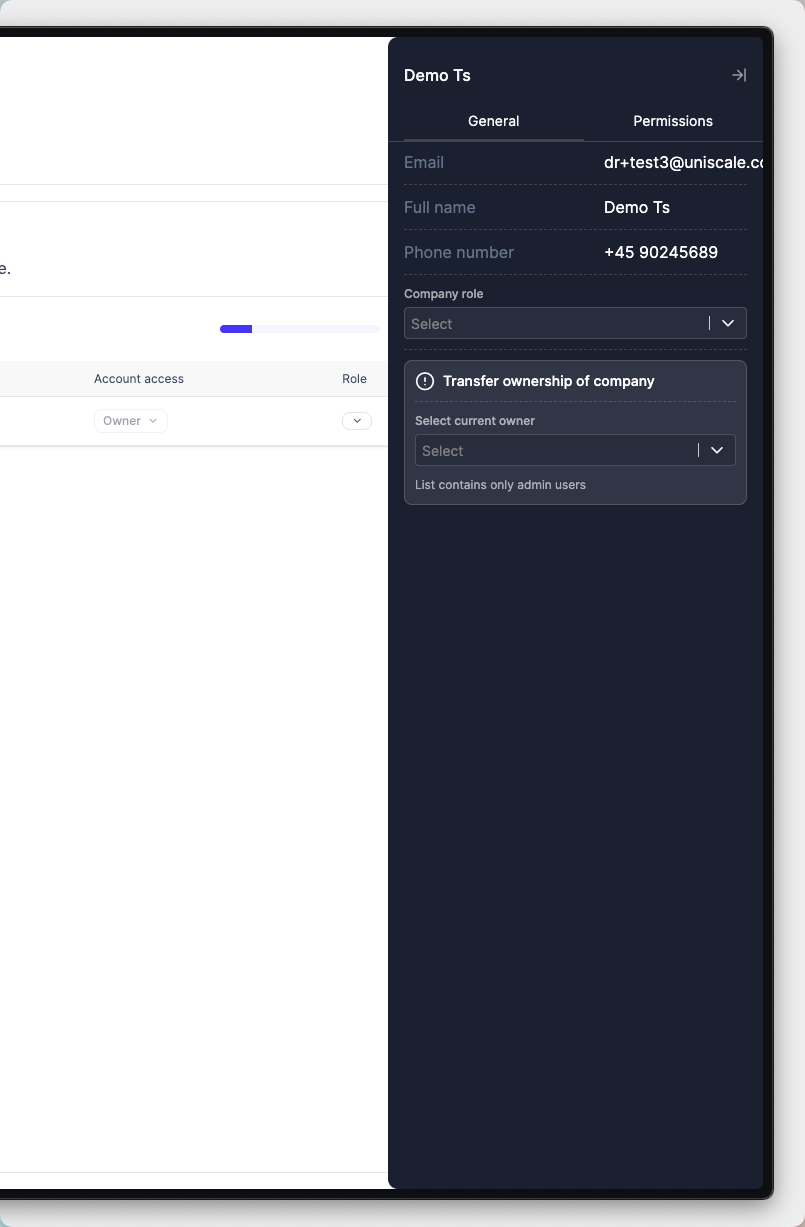 e.
Account access
Role
Owner
Demo Ts
General
Permissions
Email
dr+test3@uniscale.co
Full name
Demo Ts
Phone number
+45 90245689
Company role
Select
Transfer ownership of company
Select current owner
Select
List contains only admin users